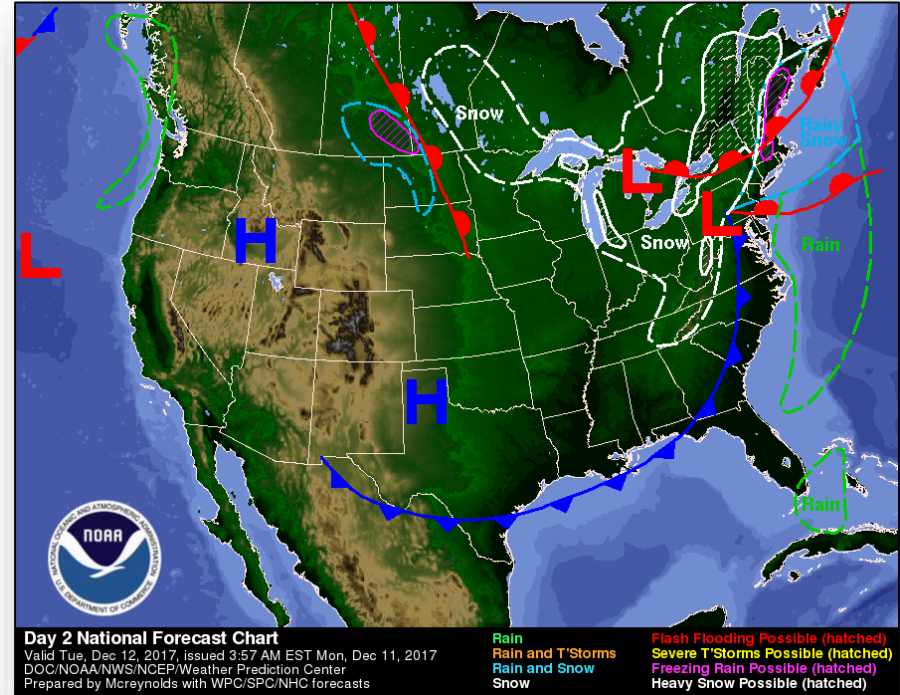 Snow
Rain/
Snow
L
L
H
Snow
Rain
L
H
Rain
NATIONAL OCEANIC AND ATMOSPHERIC ADMINISTRATION
NOAA
U.S. DEPARTMENT OF COMMERCE
Day 2 National Forecast Chart
Valid Tue, Dec 12, 2017, issued 3:57 AM EST Mon, Dec 11, 2017
DOC/NOAA/NWS/NCEP/Weather Prediction Center
Prepared by Mcreynolds with WPC/SPC/NHC forecasts
Rain
Rain and T'Storms
Rain and Snow
Snow
Flash Flooding Possible (hatched)
Severe T'Storms Possible (hatched)
Freezing Rain Possible (hatched)
Heavy Snow Possible (hatched)